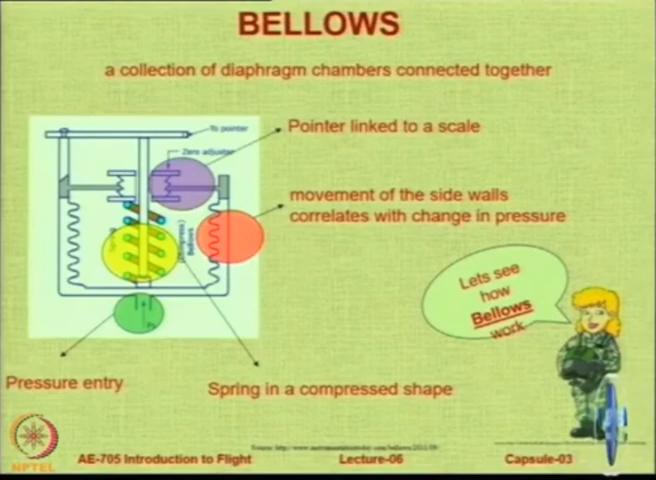 BELLOWS
a collection of diaphragm chambers connected together
To pointer
Zero adjuster
Pointer linked to a scale
movement of the side walls
correlates with change in pressure
Spring
Bellows
Lets see
how
Bellows
work
Pressure entry
Spring in a compressed shape
NPTEL
AE-705 Introduction to Flight
Lecture-06
Capsule-03